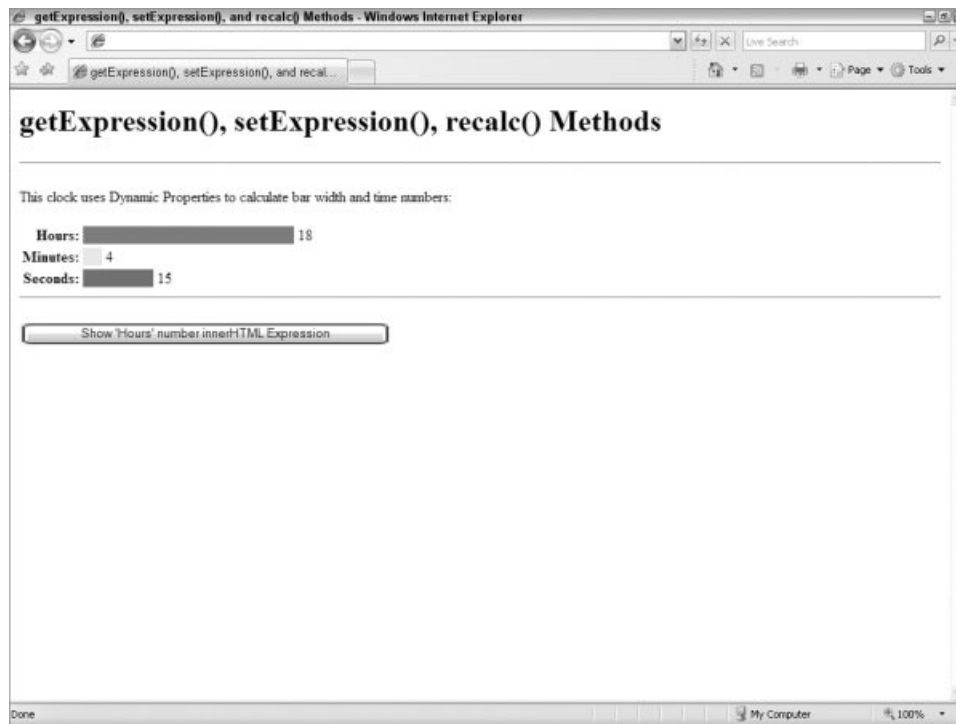 getExpression(), setExpression(), and recalc() Methods - Windows Internet Explorer
Live Search
getExpression(), setExpression(), and recal...
Page
Tools
getExpression(), setExpression(), recalc() Methods
This clock uses Dynamic Properties to calculate bar width and time numbers:
Hours: 18
Minutes: 4
Seconds: 15
Show 'Hours' number innerHTML Expression
Done
My Computer
100%